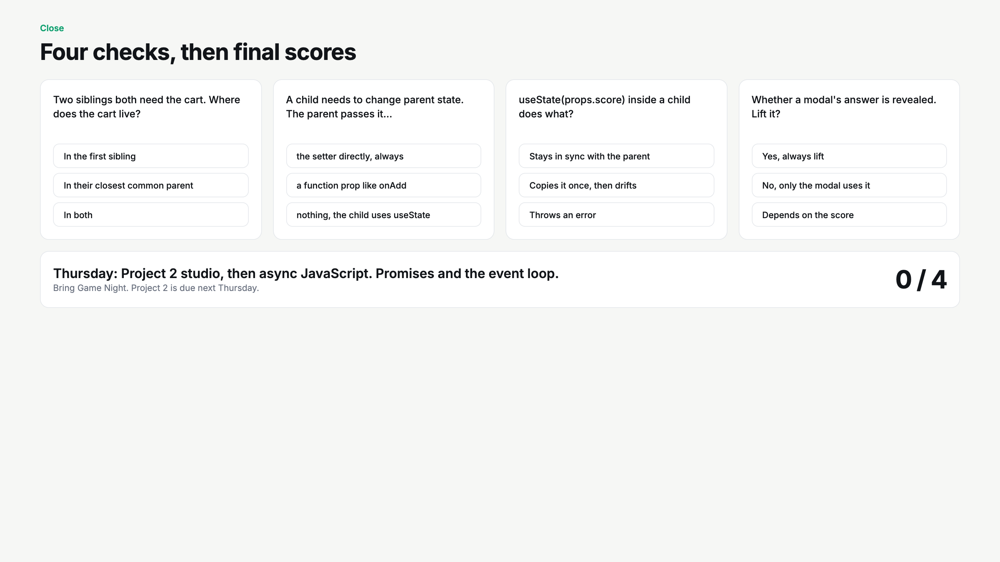 Close
Four checks, then final scores
Two siblings both need the cart. Where
does the cart live?
In the first sibling
In their closest common parent
In both
A child needs to change parent state.
The parent passes it...
the setter directly, always
a function prop like onAdd
nothing, the child uses useState
useState(props.score) inside a child
does what?
Stays in sync with the parent
Copies it once, then drifts
Throws an error
Whether a modal's answer is revealed.
Lift it?
Yes, always lift
No, only the modal uses it
Depends on the score
Thursday: Project 2 studio, then async JavaScript. Promises and the event loop.
Bring Game Night. Project 2 is due next Thursday.
0 / 4